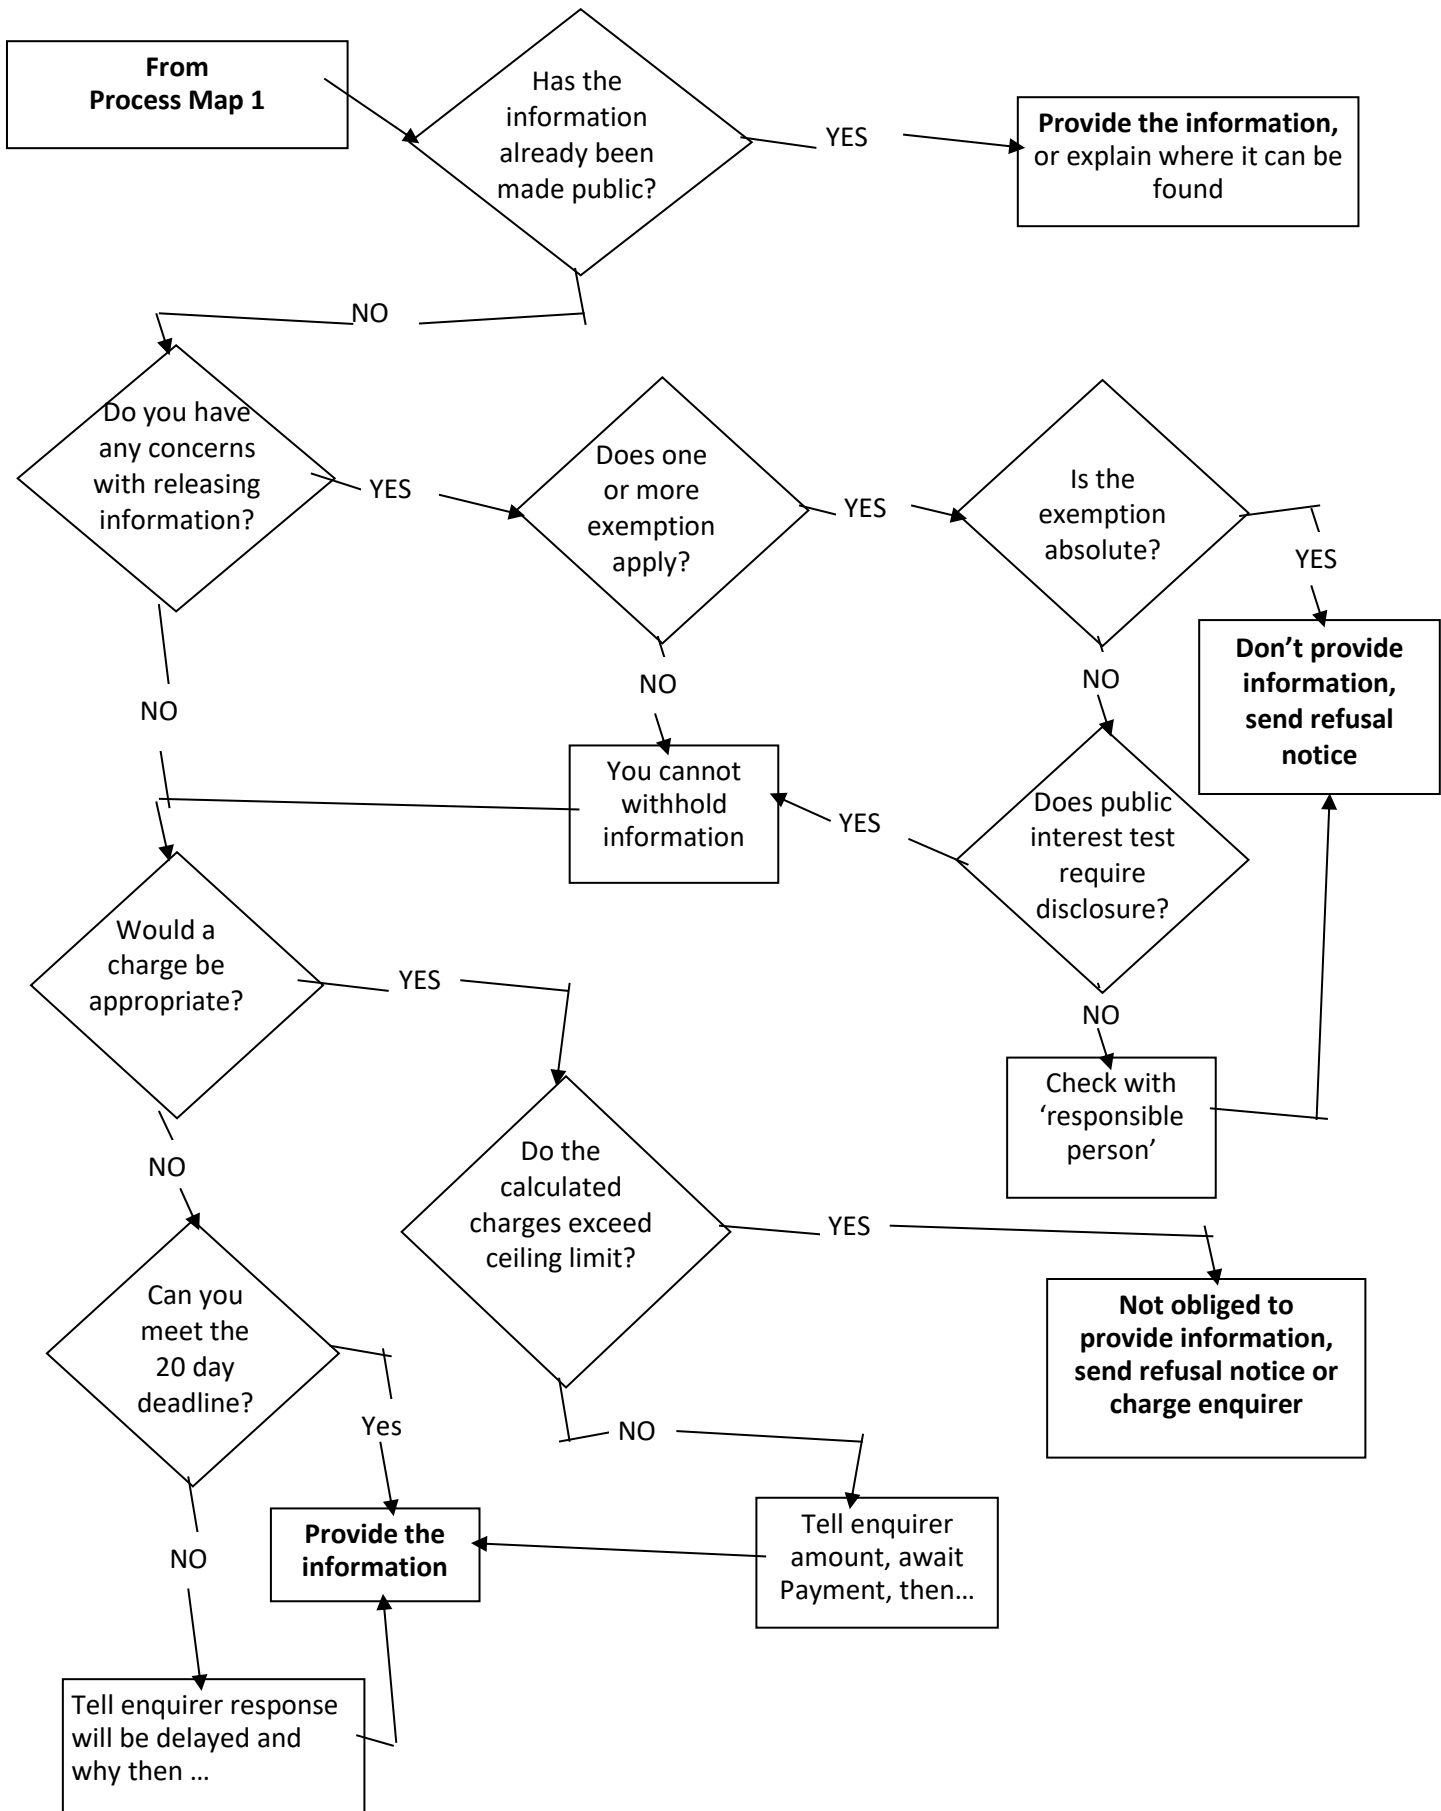 From
Process Map 1
Has the
information
already been
made public?
YES
Provide the information,
or explain where it can be
found
NO
Do you have
any concerns
with releasing
information?
YES
Does one
or more
exemption
apply?
YES
Is the
exemption
absolute?
YES
NO
NO
NO
Don’t provide
information,
send refusal
notice
You cannot
withhold
information
YES
Does public
interest test
require
disclosure?
Would a
charge be
appropriate?
YES
NO
Check with
‘responsible
person’
NO
Do the
calculated
charges exceed
ceiling limit?
YES
Not obliged to
provide information,
send refusal notice or
charge enquirer
Can you
meet the
20 day
deadline?
Yes
NO
NO
Provide the
information
Tell enquirer
amount, await
Payment, then…
Tell enquirer response
will be delayed and
why then …